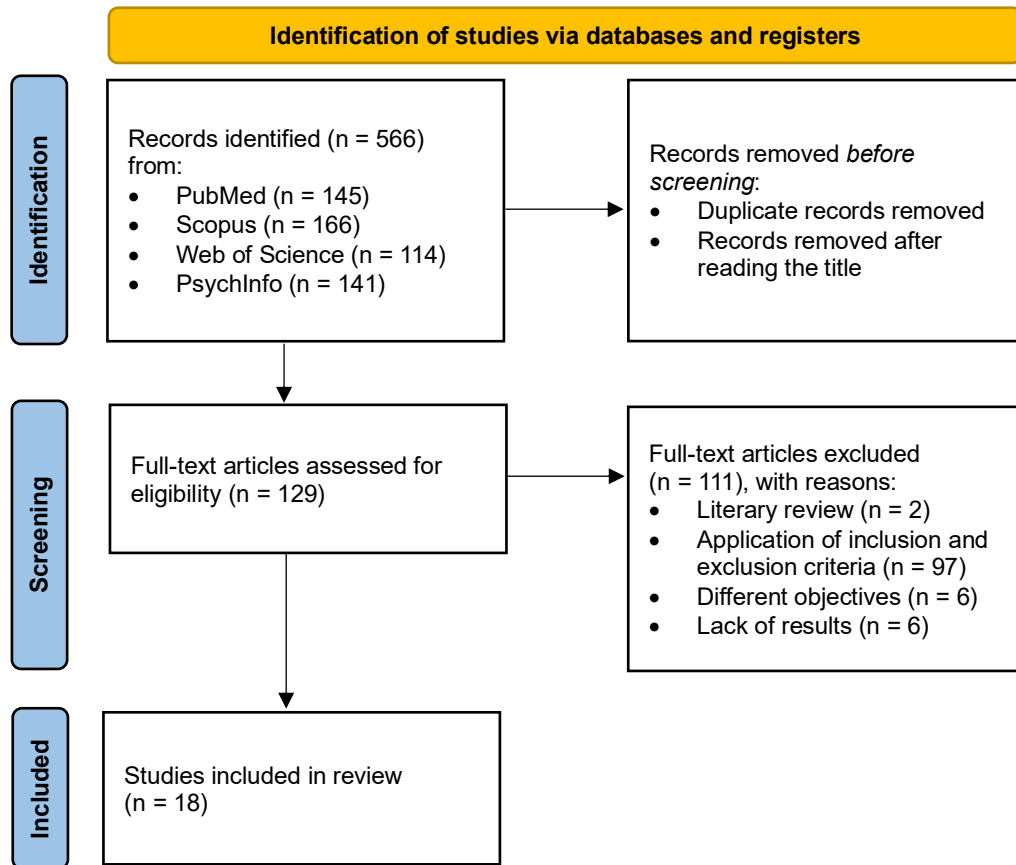 Identification of studies via databases and registers
Identification
Records identified (n = 566)
from:
• PubMed (n = 145)
• Scopus (n = 166)
• Web of Science (n = 114)
• PsychInfo (n = 141)
Records removed before
screening:
• Duplicate records removed
• Records removed after
reading the title
Screening
Full-text articles assessed for
eligibility (n = 129)
Full-text articles excluded
(n = 111), with reasons:
• Literary review (n = 2)
• Application of inclusion and
exclusion criteria (n = 97)
• Different objectives (n = 6)
• Lack of results (n = 6)
Included
Studies included in review
(n = 18)